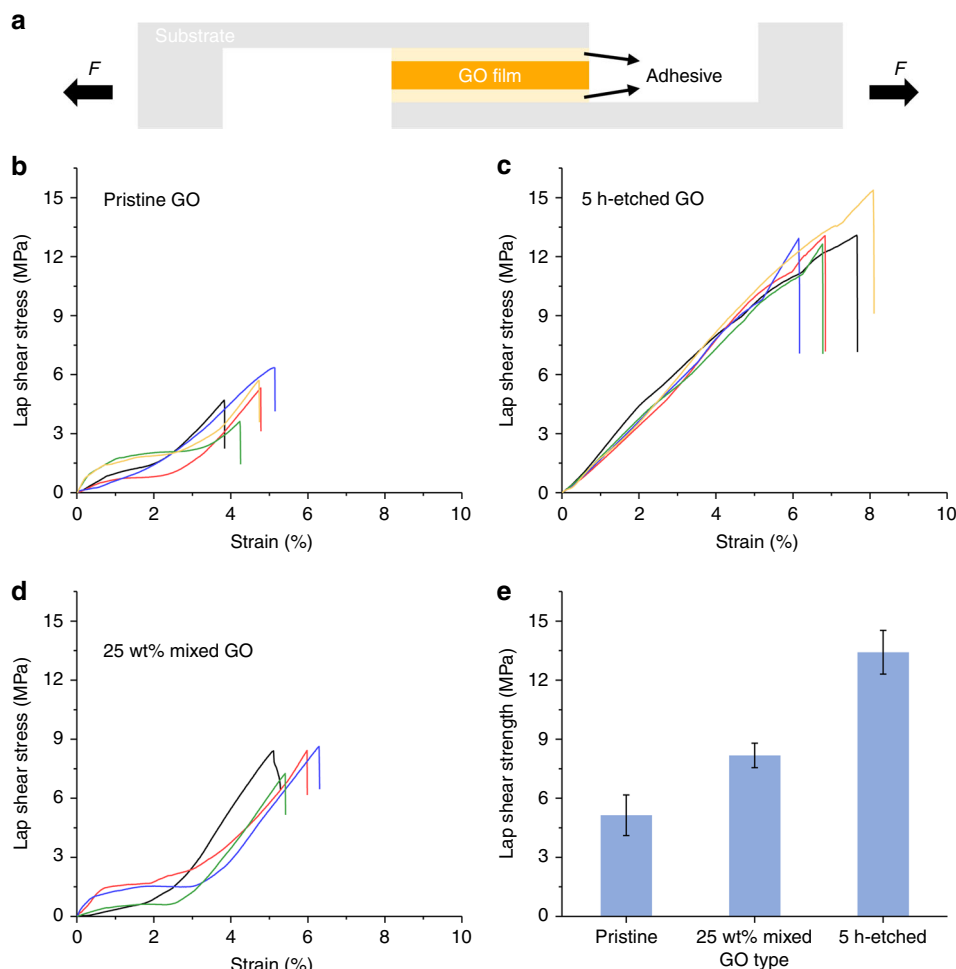 a
Substrate
F
GO film
Adhesive
F
b
Pristine GO
Lap shear stress (MPa)
15
12
9
6
3
0
0 2 4 6 8 10
Strain (%)
c
5 h-etched GO
Lap shear stress (MPa)
15
12
9
6
3
0
0 2 4 6 8 10
Strain (%)
d
25 wt% mixed GO
Lap shear stress (MPa)
15
12
9
6
3
0
0 2 4 6 8 10
Strain (%)
e
Lap shear strength (MPa)
15
12
9
6
3
0
Pristine 25 wt% mixed 5 h-etched
GO type